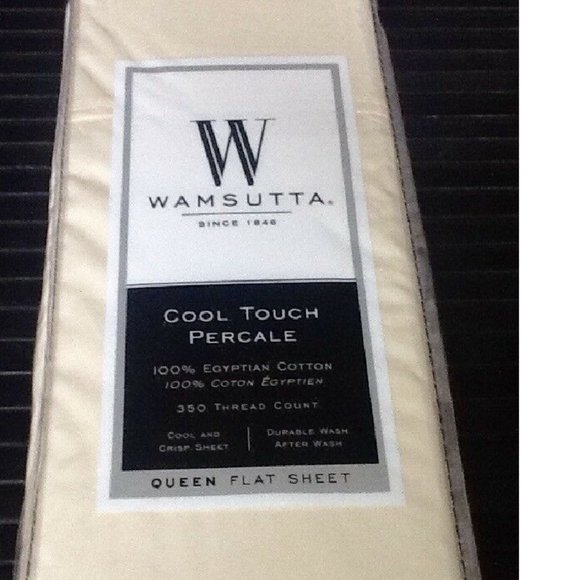 W
WAMSUTTA®
SINCE 1846
COOL TOUCH
PERCALE
100% EGYPTIAN COTTON
100% COTON ÉGYPTIEN
350 THREAD COUNT
COOL AND
CRISP SHEET
DURABLE WASH
AFTER WASH
QUEEN FLAT SHEET